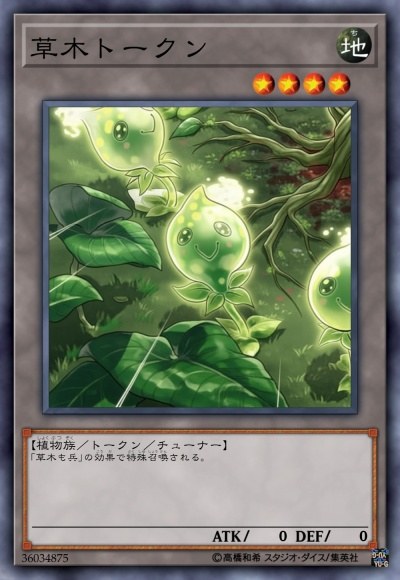 草木トークン
地
【植物族／トークン／チューナー】
「草木も兵」の効果で特殊召喚される。
ATK/ 0 DEF/ 0
36034875 ©高橋和希 スタジオ・ダイス/集英社